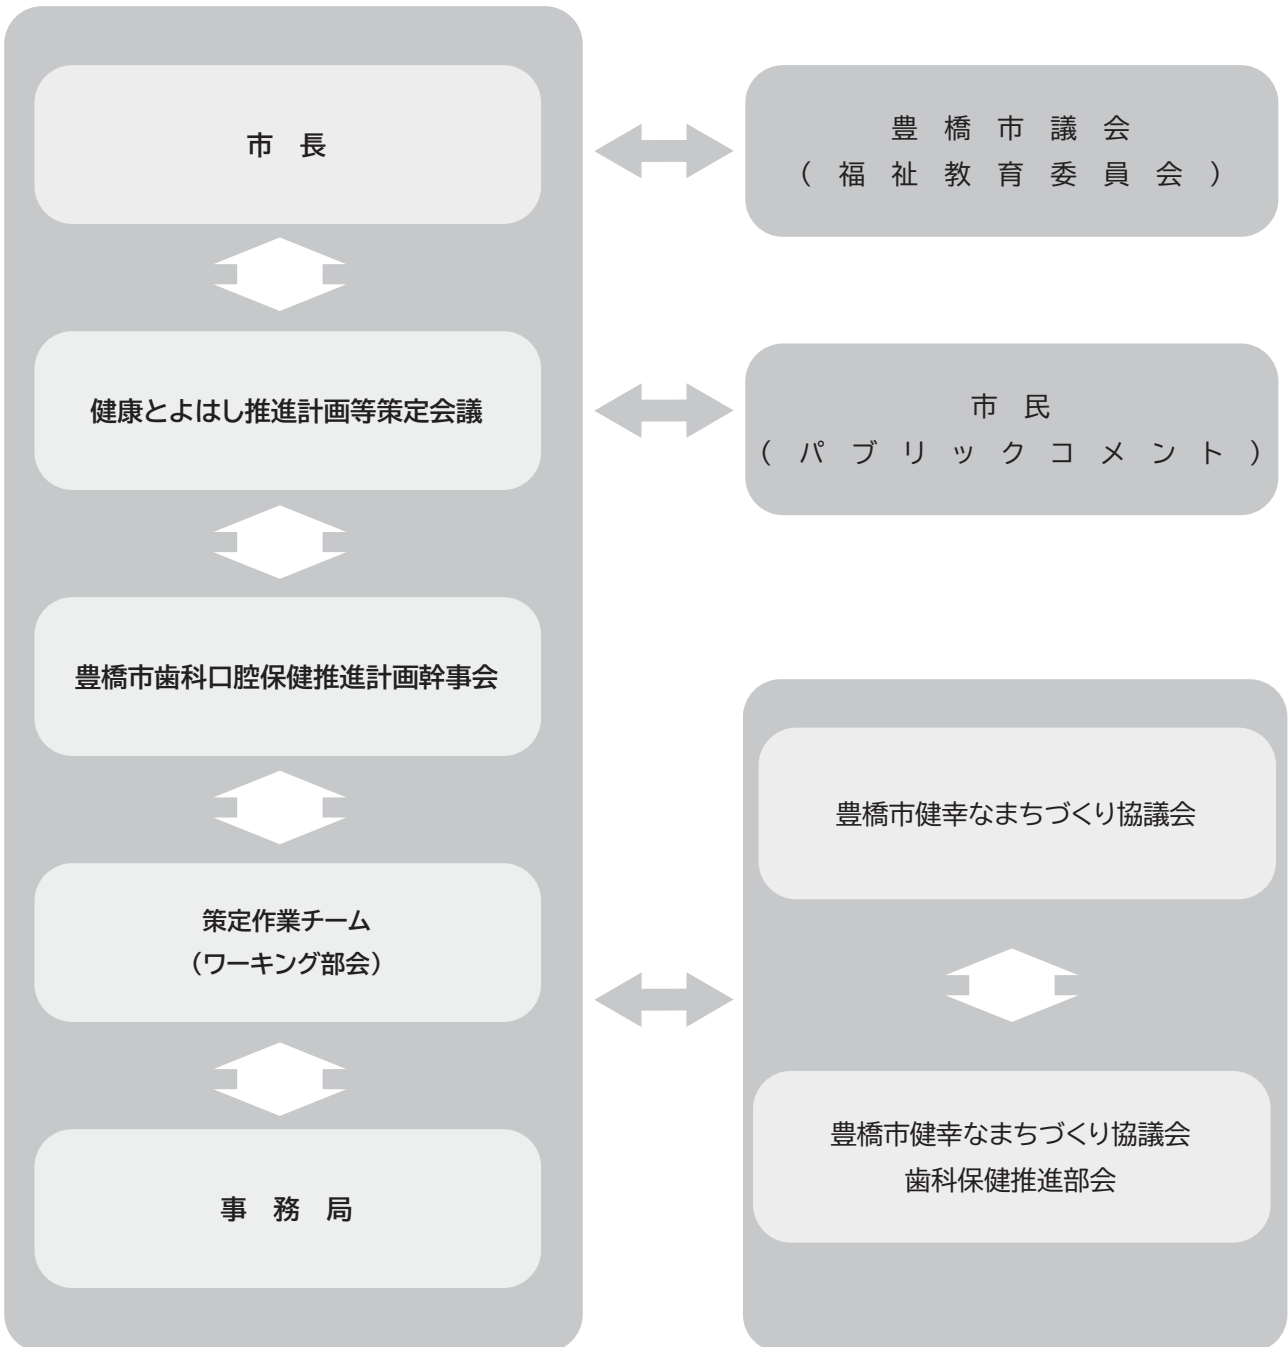 市　長
健康とよはし推進計画等策定会議
豊橋市歯科口腔保健推進計画幹事会
策定作業チーム
（ワーキング部会）
事　務　局
豊橋市議会
（福祉教育委員会）
市　民
（パブリックコメント）
豊橋市健幸なまちづくり協議会
豊橋市健幸なまちづくり協議会
歯科保健推進部会